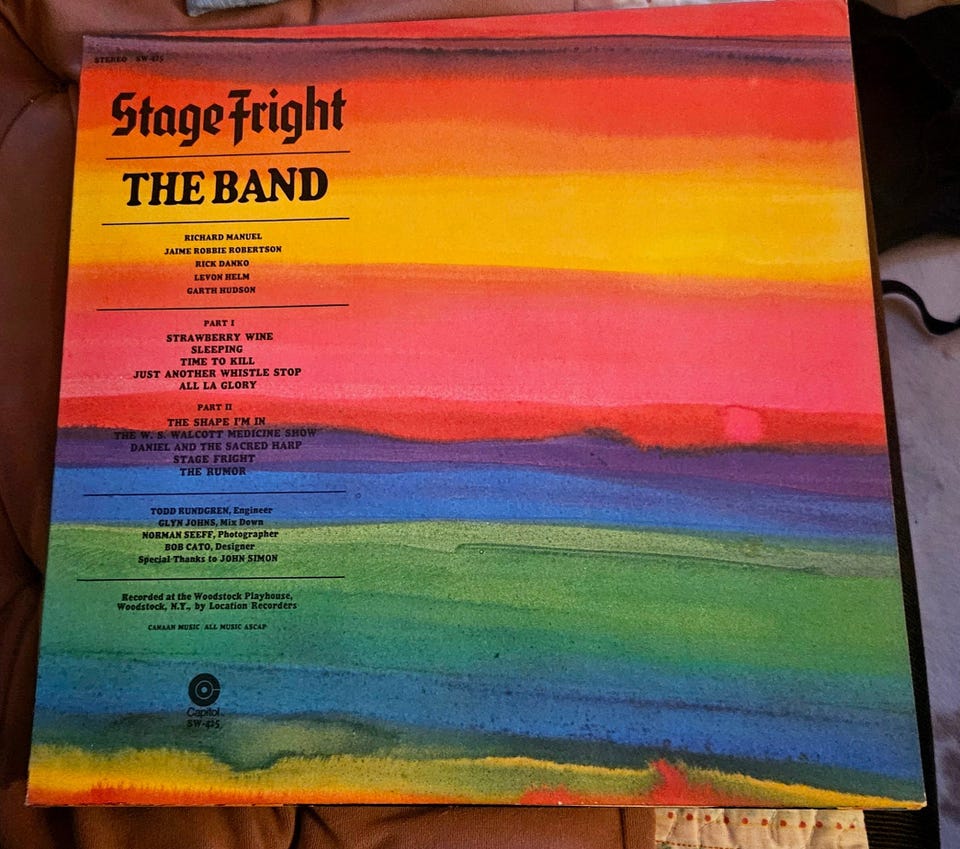 STEREO SW-425
Stage Fright
THE BAND
RICHARD MANUEL
JAIME ROBBIE ROBERTSON
RICK DANKO
LEVON HELM
GARTH HUDSON
PART I
STRAWBERRY WINE
SLEEPING
TIME TO KILL
JUST ANOTHER WHISTLE STOP
ALL LA GLORY
PART II
THE SHAPE I'M IN
THE W. S. WALCOTT MEDICINE SHOW
DANIEL AND THE SACRED HARP
STAGE FRIGHT
THE RUMOR
TODD RUNDGREN, Engineer
GLYN JOHNS, Mix Down
NORMAN SEEFF, Photographer
BOB CATO, Designer
Special Thanks to JOHN SIMON
Recorded at the Woodstock Playhouse,
Woodstock, N.Y., by Location Recorders
CANAAN MUSIC ALL MUSIC ASCAP
Capitol
SW-425